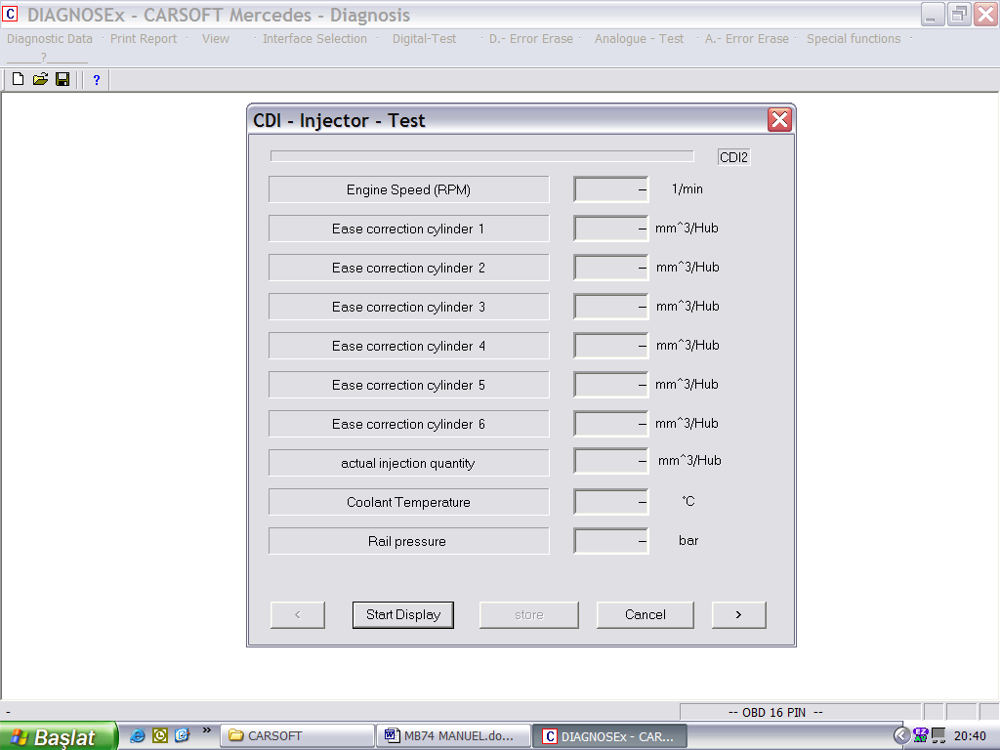 C DIAGNOSEx - CARSOFT Mercedes - Diagnosis
Diagnostic Data - Print Report - View - Interface Selection - Digital-Test - D.- Error Erase - Analogue - Test - A.- Error Erase - Special functions -
_____?______
?
CDI - Injector - Test
CDI2
Engine Speed (RPM) – 1/min
Ease correction cylinder 1 – mm^3/Hub
Ease correction cylinder 2 – mm^3/Hub
Ease correction cylinder 3 – mm^3/Hub
Ease correction cylinder 4 – mm^3/Hub
Ease correction cylinder 5 – mm^3/Hub
Ease correction cylinder 6 – mm^3/Hub
actual injection quantity – mm^3/Hub
Coolant Temperature – °C
Rail pressure – bar
< Start Display store Cancel >
- -- OBD 16 PIN --
Başlat » CARSOFT MB74 MANUEL.do... C DIAGNOSEx - CAR... 20:40